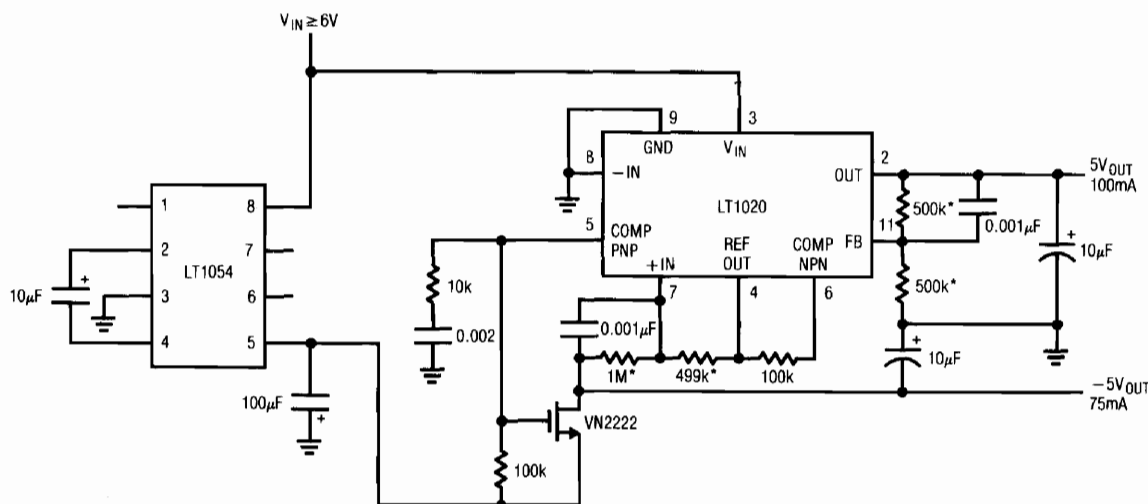 V_IN ≥ 6V
9
3
GND
V_IN
8
−IN
2
OUT
5V_OUT
100mA
LT1020
500k*
0.001µF
10µF
1
8
2
7
LT1054
3
6
4
5
10µF
+
100µF
+
5
COMP
PNP
+IN
REF
OUT
COMP
NPN
11
FB
7
4
6
10k
0.002
0.001µF
500k*
+
+
10µF
1M*
499k*
100k
−5V_OUT
75mA
VN2222
100k